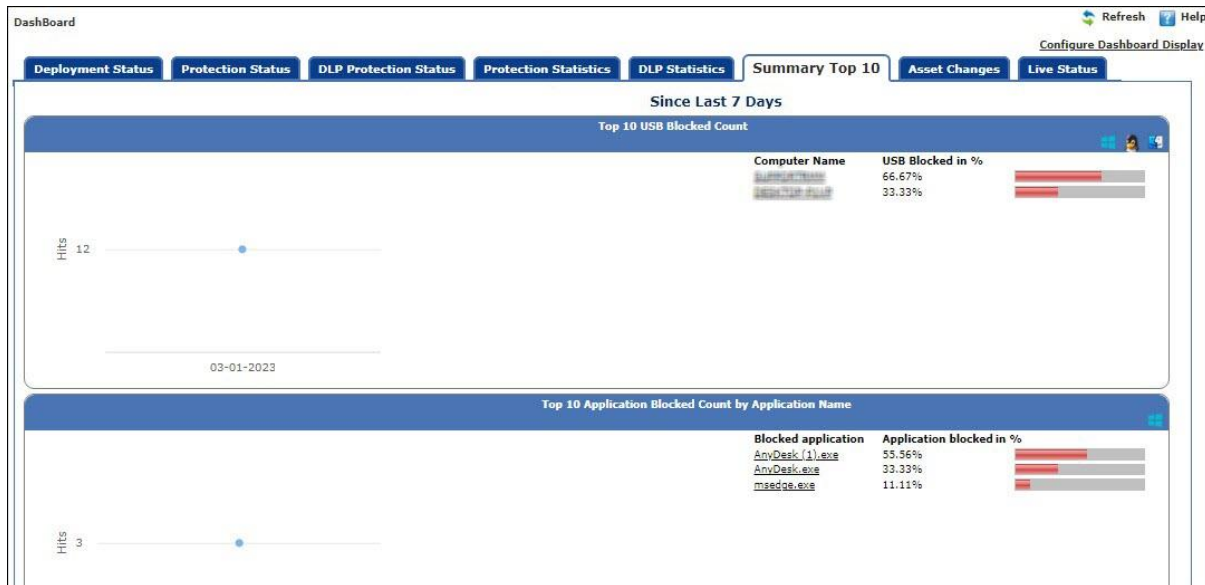 DashBoard
Refresh Help
Configure Dashboard Display
Deployment Status Protection Status DLP Protection Status Protection Statistics DLP Statistics Summary Top 10 Asset Changes Live Status
Since Last 7 Days
Top 10 USB Blocked Count
Computer Name USB Blocked in %
66.67%
33.33%
Hits 12
03-01-2023
Top 10 Application Blocked Count by Application Name
Blocked application Application blocked in %
AnyDesk (1).exe 55.56%
AnyDesk.exe 33.33%
msedge.exe 11.11%
Hits 3